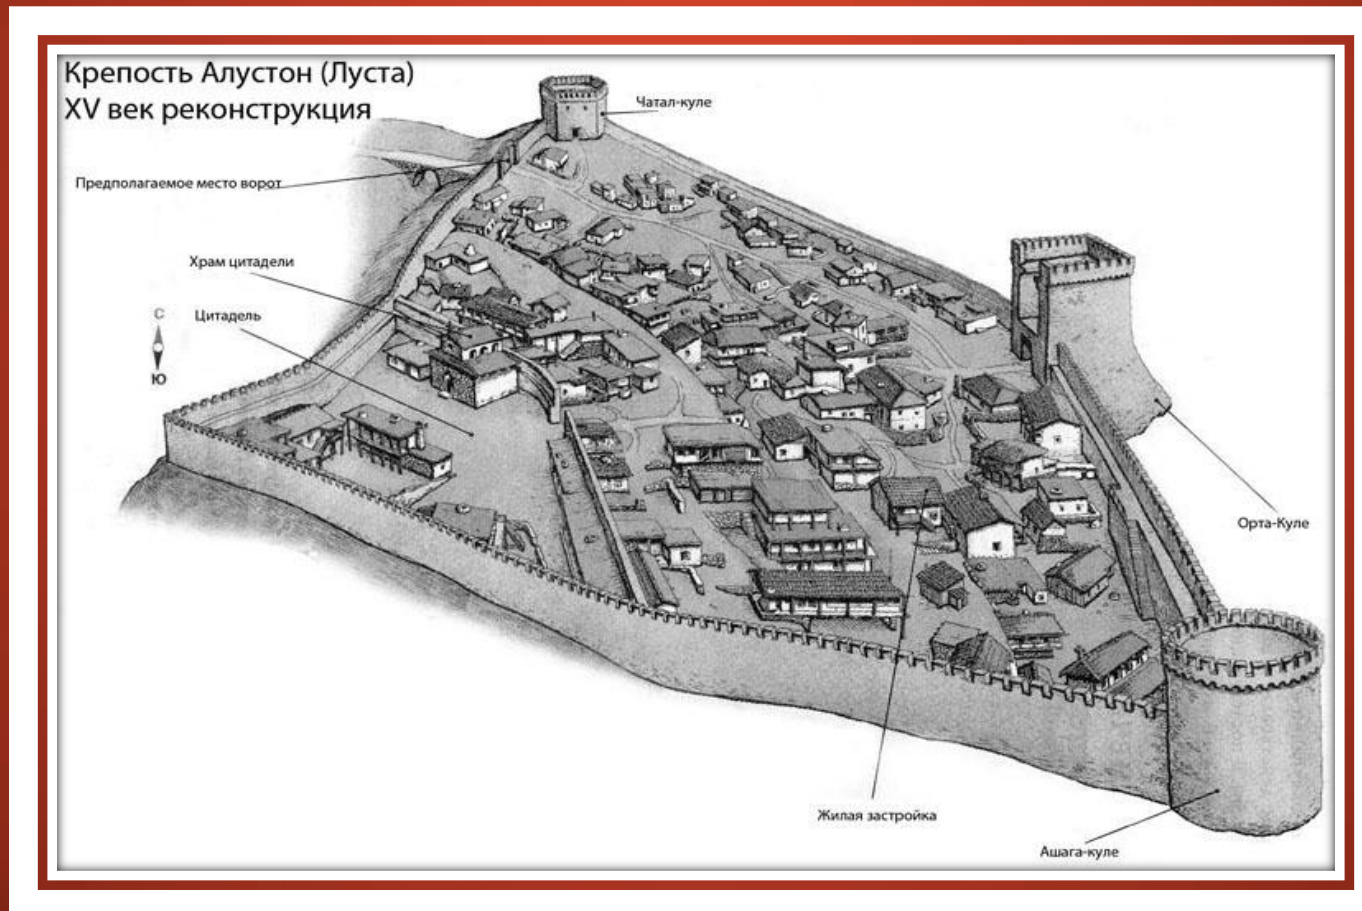 Крепость Алустон (Луста)
XV век реконструкция
Чатал-куле
Предполагаемое место ворот
Храм цитадели
Цитадель
С
Ю
Орта-Куле
Жилая застройка
Ашага-куле